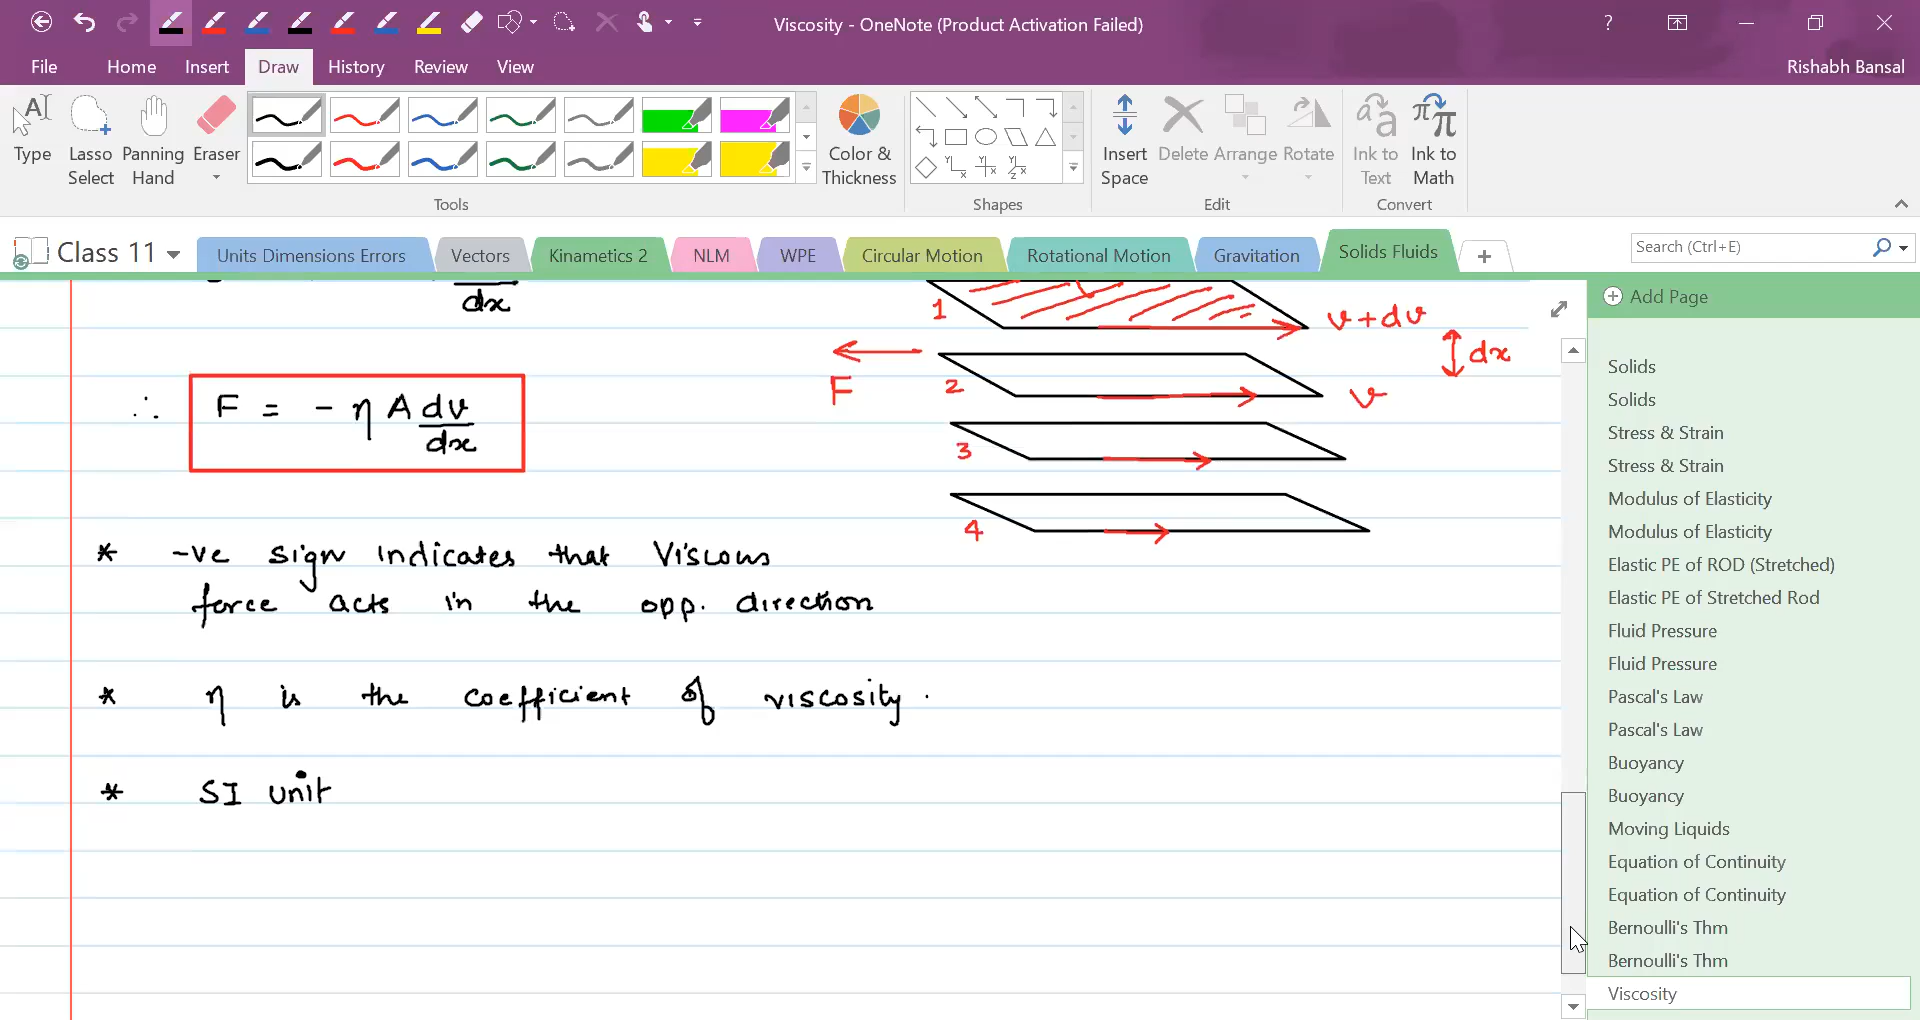 Viscosity - OneNote (Product Activation Failed)
?
File Home Insert Draw History Review View
Rishabh Bansal
Type
Lasso Select
Panning Hand
Eraser
Tools
Color & Thickness
Shapes
Insert Space
Delete
Arrange
Rotate
Edit
Ink to Text
Ink to Math
Convert
Class 11
Units Dimensions Errors
Vectors
Kinametics 2
NLM
WPE
Circular Motion
Rotational Motion
Gravitation
Solids Fluids
+
Search (Ctrl+E)
dx
∴ F = - η A dv/dx
* -ve sign indicates that Viscous
force acts in the opp. direction
* η is the coefficient of viscosity.
* SI unit
1
v + dv
dx
F
2
v
3
4
Add Page
Solids
Solids
Stress & Strain
Stress & Strain
Modulus of Elasticity
Modulus of Elasticity
Elastic PE of ROD (Stretched)
Elastic PE of Stretched Rod
Fluid Pressure
Fluid Pressure
Pascal's Law
Pascal's Law
Buoyancy
Buoyancy
Moving Liquids
Equation of Continuity
Equation of Continuity
Bernoulli's Thm
Bernoulli's Thm
Viscosity